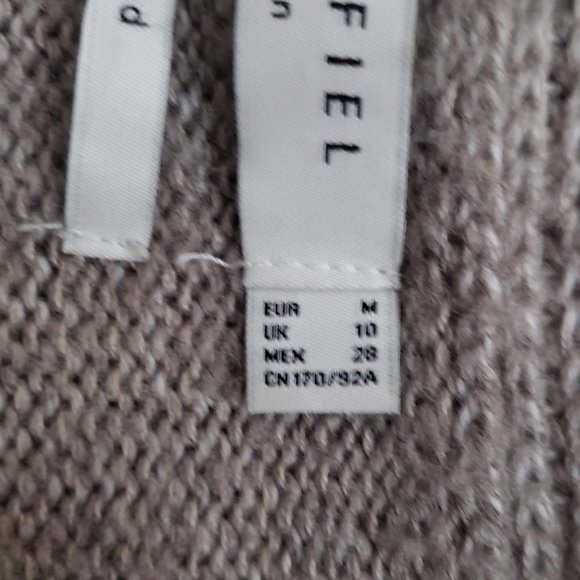 d
n
FIEL
EUR M
UK 10
MEX 28
CN 170/92A